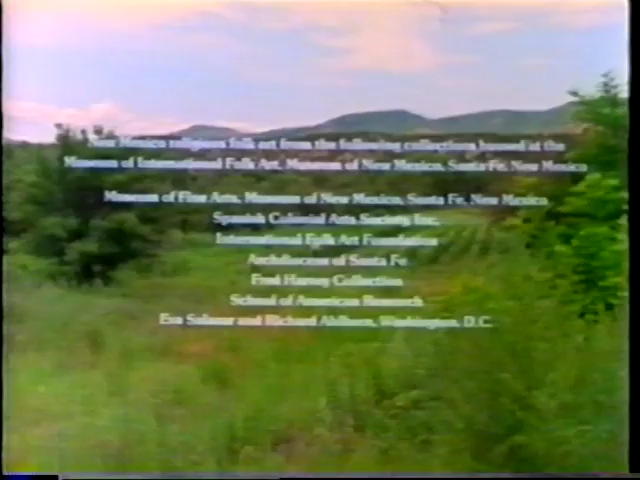 New Mexico religious folk art from the following collections housed at the
Museum of International Folk Art, Museum of New Mexico, Santa Fe, New Mexico
Museum of Fine Arts, Museum of New Mexico, Santa Fe, New Mexico
Spanish Colonial Arts Society Inc.
International Folk Art Foundation
Archdiocese of Santa Fe
Fred Harvey Collection
School of American Research
and Richard Ahlborn, Washington, D.C.